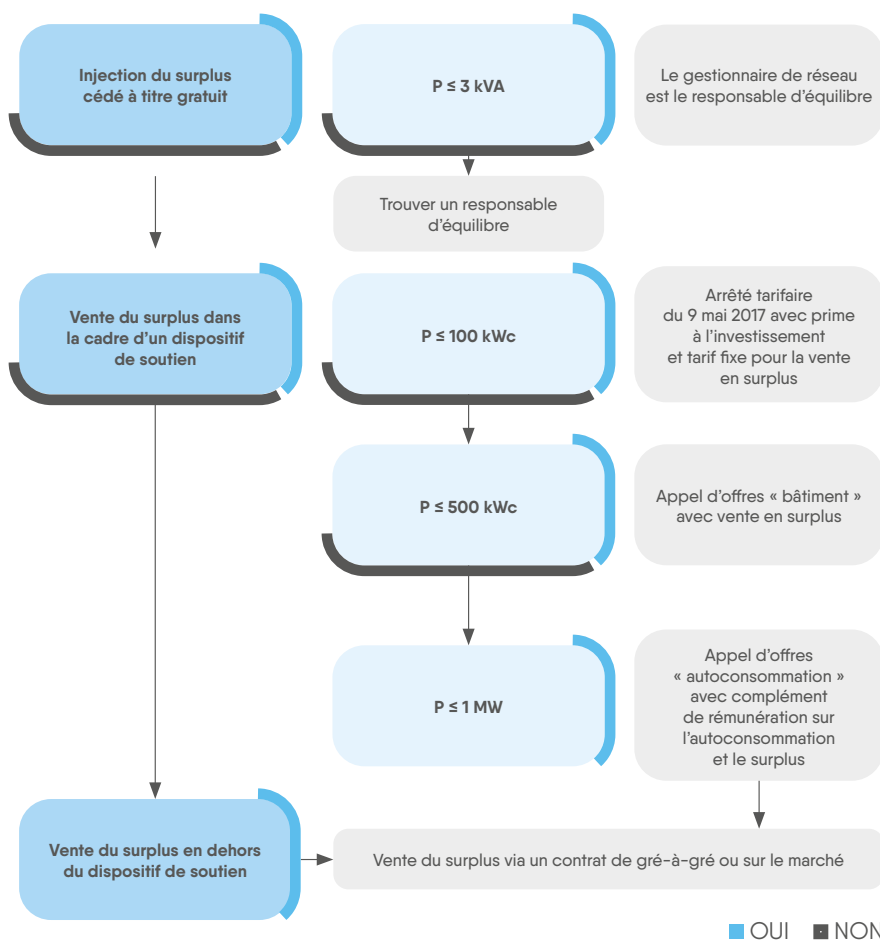 Injection du surplus
cédé à titre gratuit
P ≤ 3 kVA
Le gestionnaire de réseau
est le responsable d'équilibre
Trouver un responsable
d'équilibre
Vente du surplus dans
la cadre d'un dispositif
de soutien
P ≤ 100 kWc
Arrêté tarifaire
du 9 mai 2017 avec prime
à l'investissement
et tarif fixe pour la vente
en surplus
P ≤ 500 kWc
Appel d'offres « bâtiment »
avec vente en surplus
P ≤ 1 MW
Appel d'offres
« autoconsommation »
avec complément
de rémunération sur
l'autoconsommation
et le surplus
Vente du surplus en dehors
du dispositif de soutien
Vente du surplus via un contrat de gré-à-gré ou sur le marché
OUI NON